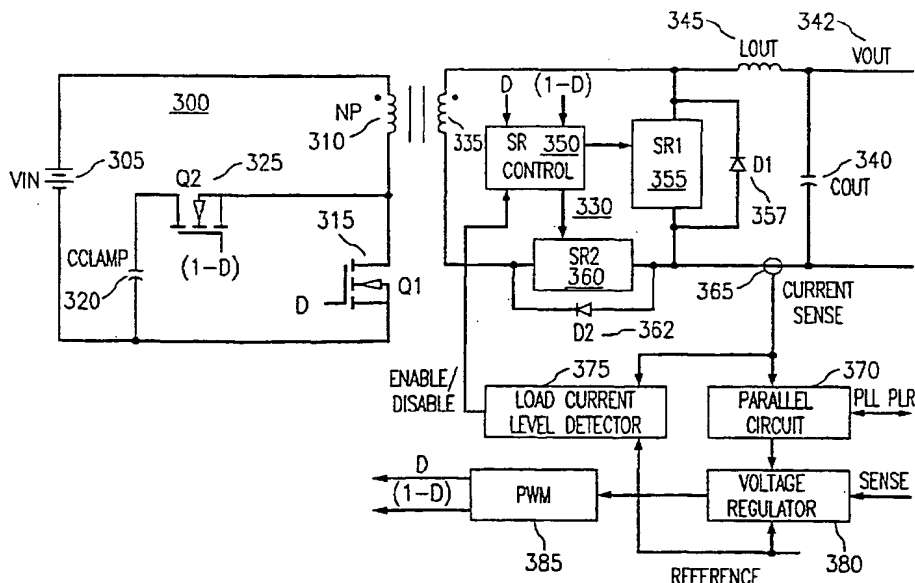 345
342
LOUT
VOUT
300
NP
310
335
D
(1-D)
SR
350
CONTROL
SR1
355
D1
357
340
COUT
305
VIN
Q2
325
330
315
CCLAMP
320
(1-D)
D
Q1
SR2
360
365
CURRENT
SENSE
D2
362
ENABLE/
DISABLE
375
LOAD CURRENT
LEVEL DETECTOR
370
PARALLEL
CIRCUIT
PLL PLR
D
(1-D)
PWM
385
VOLTAGE
REGULATOR
SENSE
380
REFERENCE